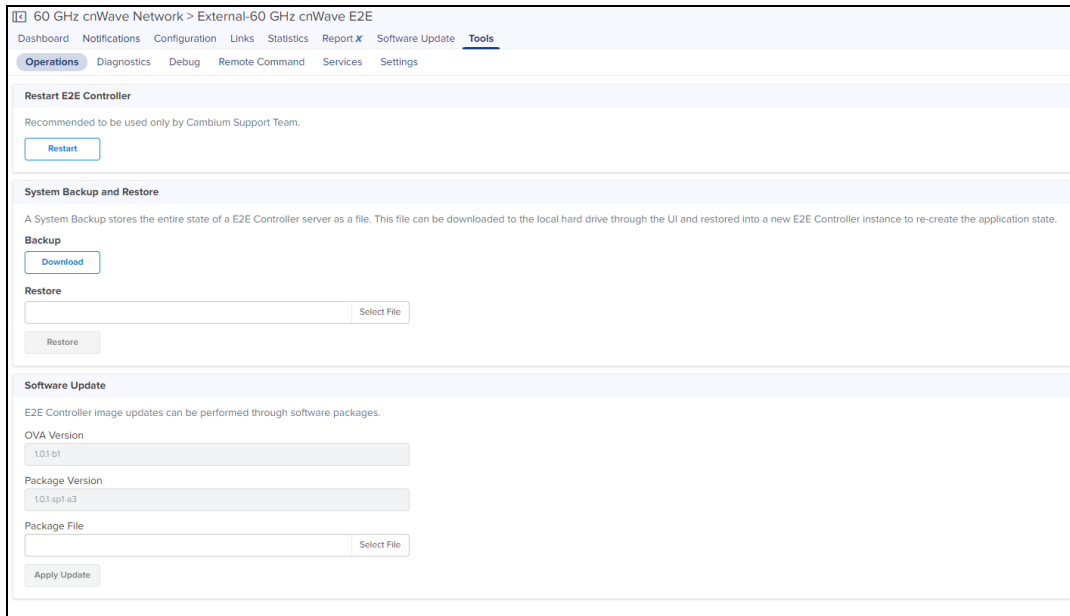 60 GHz cnWave Network > External-60 GHz cnWave E2E
Dashboard Notifications Configuration Links Statistics Report X Software Update Tools
Operations Diagnostics Debug Remote Command Services Settings
Restart E2E Controller
Recommended to be used only by Cambium Support Team.
Restart
System Backup and Restore
A System Backup stores the entire state of a E2E Controller server as a file. This file can be downloaded to the local hard drive through the UI and restored into a new E2E Controller instance to re-create the application state.
Backup
Download
Restore
Select File
Restore
Software Update
E2E Controller image updates can be performed through software packages.
OVA Version
1.0.1-b1
Package Version
1.0.1-sp1-a3
Package File
Select File
Apply Update